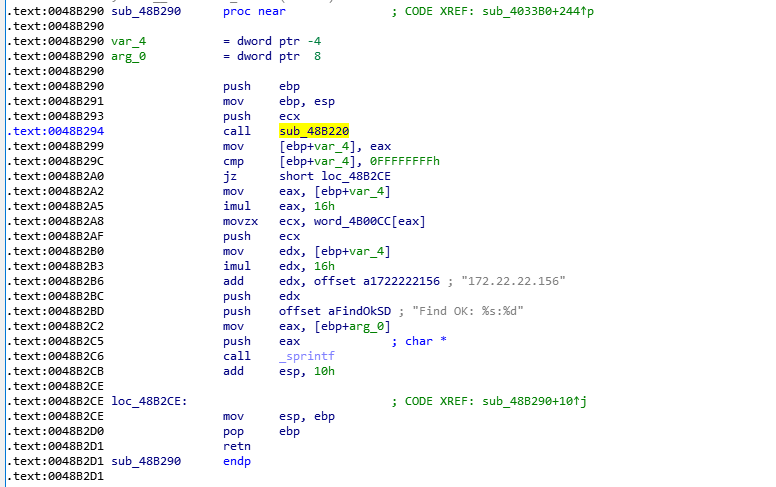 .text:0048B290 sub_48B290 proc near ; CODE XREF: sub_4033B0+244↑p
.text:0048B290
.text:0048B290 var_4 = dword ptr -4
.text:0048B290 arg_0 = dword ptr 8
.text:0048B290
.text:0048B290 push ebp
.text:0048B291 mov ebp, esp
.text:0048B293 push ecx
.text:0048B294 call sub_48B220
.text:0048B299 mov [ebp+var_4], eax
.text:0048B29C cmp [ebp+var_4], 0FFFFFFFFh
.text:0048B2A0 jz short loc_48B2CE
.text:0048B2A2 mov eax, [ebp+var_4]
.text:0048B2A5 imul eax, 16h
.text:0048B2A8 movzx ecx, word_4B00CC[eax]
.text:0048B2AF push ecx
.text:0048B2B0 mov edx, [ebp+var_4]
.text:0048B2B3 imul edx, 16h
.text:0048B2B6 add edx, offset a1722222156 ; "172.22.22.156"
.text:0048B2BC push edx
.text:0048B2BD push offset aFindOkSD ; "Find OK: %s:%d"
.text:0048B2C2 mov eax, [ebp+arg_0]
.text:0048B2C5 push eax ; char *
.text:0048B2C6 call _sprintf
.text:0048B2CB add esp, 10h
.text:0048B2CE
.text:0048B2CE loc_48B2CE: ; CODE XREF: sub_48B290+10↑j
.text:0048B2CE mov esp, ebp
.text:0048B2D0 pop ebp
.text:0048B2D1 retn
.text:0048B2D1 sub_48B290 endp
.text:0048B2D1